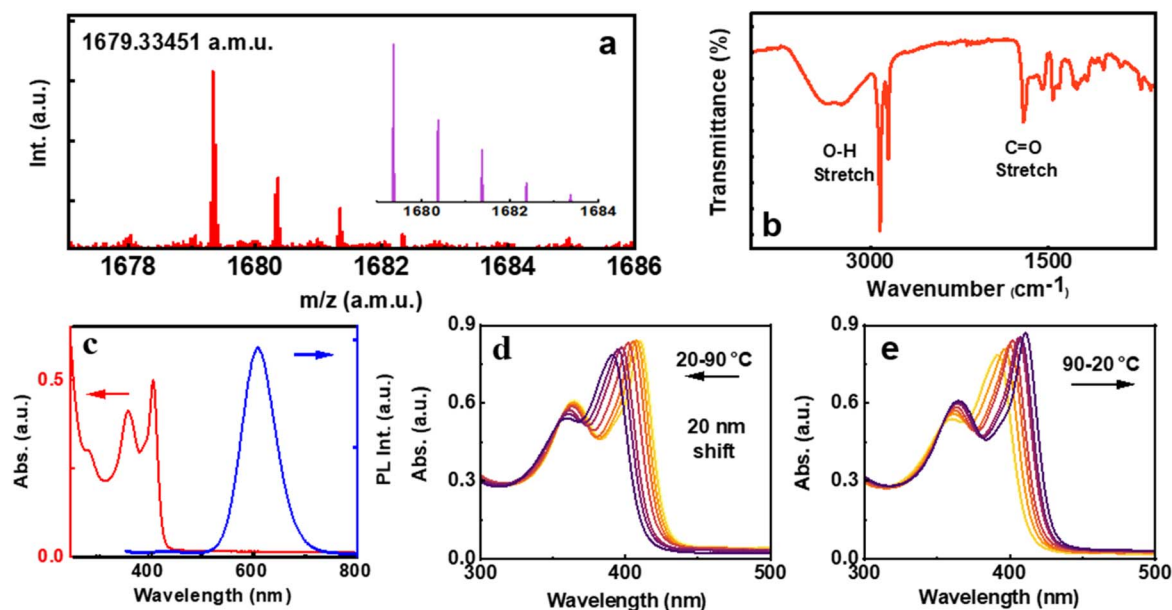 1679.33451 a.m.u.
a
Int. (a.u.)
1680 1682 1684
1678 1680 1682 1684 1686
m/z (a.m.u.)
Transmittance (%)
O-H
Stretch
C=O
Stretch
b
3000 1500
Wavenumber (cm-1)
c
0.5
0.0
Abs. (a.u.)
PL Int. (a.u.)
400 600 800
Wavelength (nm)
d
20-90 °C
20 nm
shift
0.9
0.6
0.3
0.0
Abs. (a.u.)
300 400 500
Wavelength (nm)
e
90-20 °C
0.9
0.6
0.3
0.0
Abs. (a.u.)
300 400 500
Wavelength (nm)